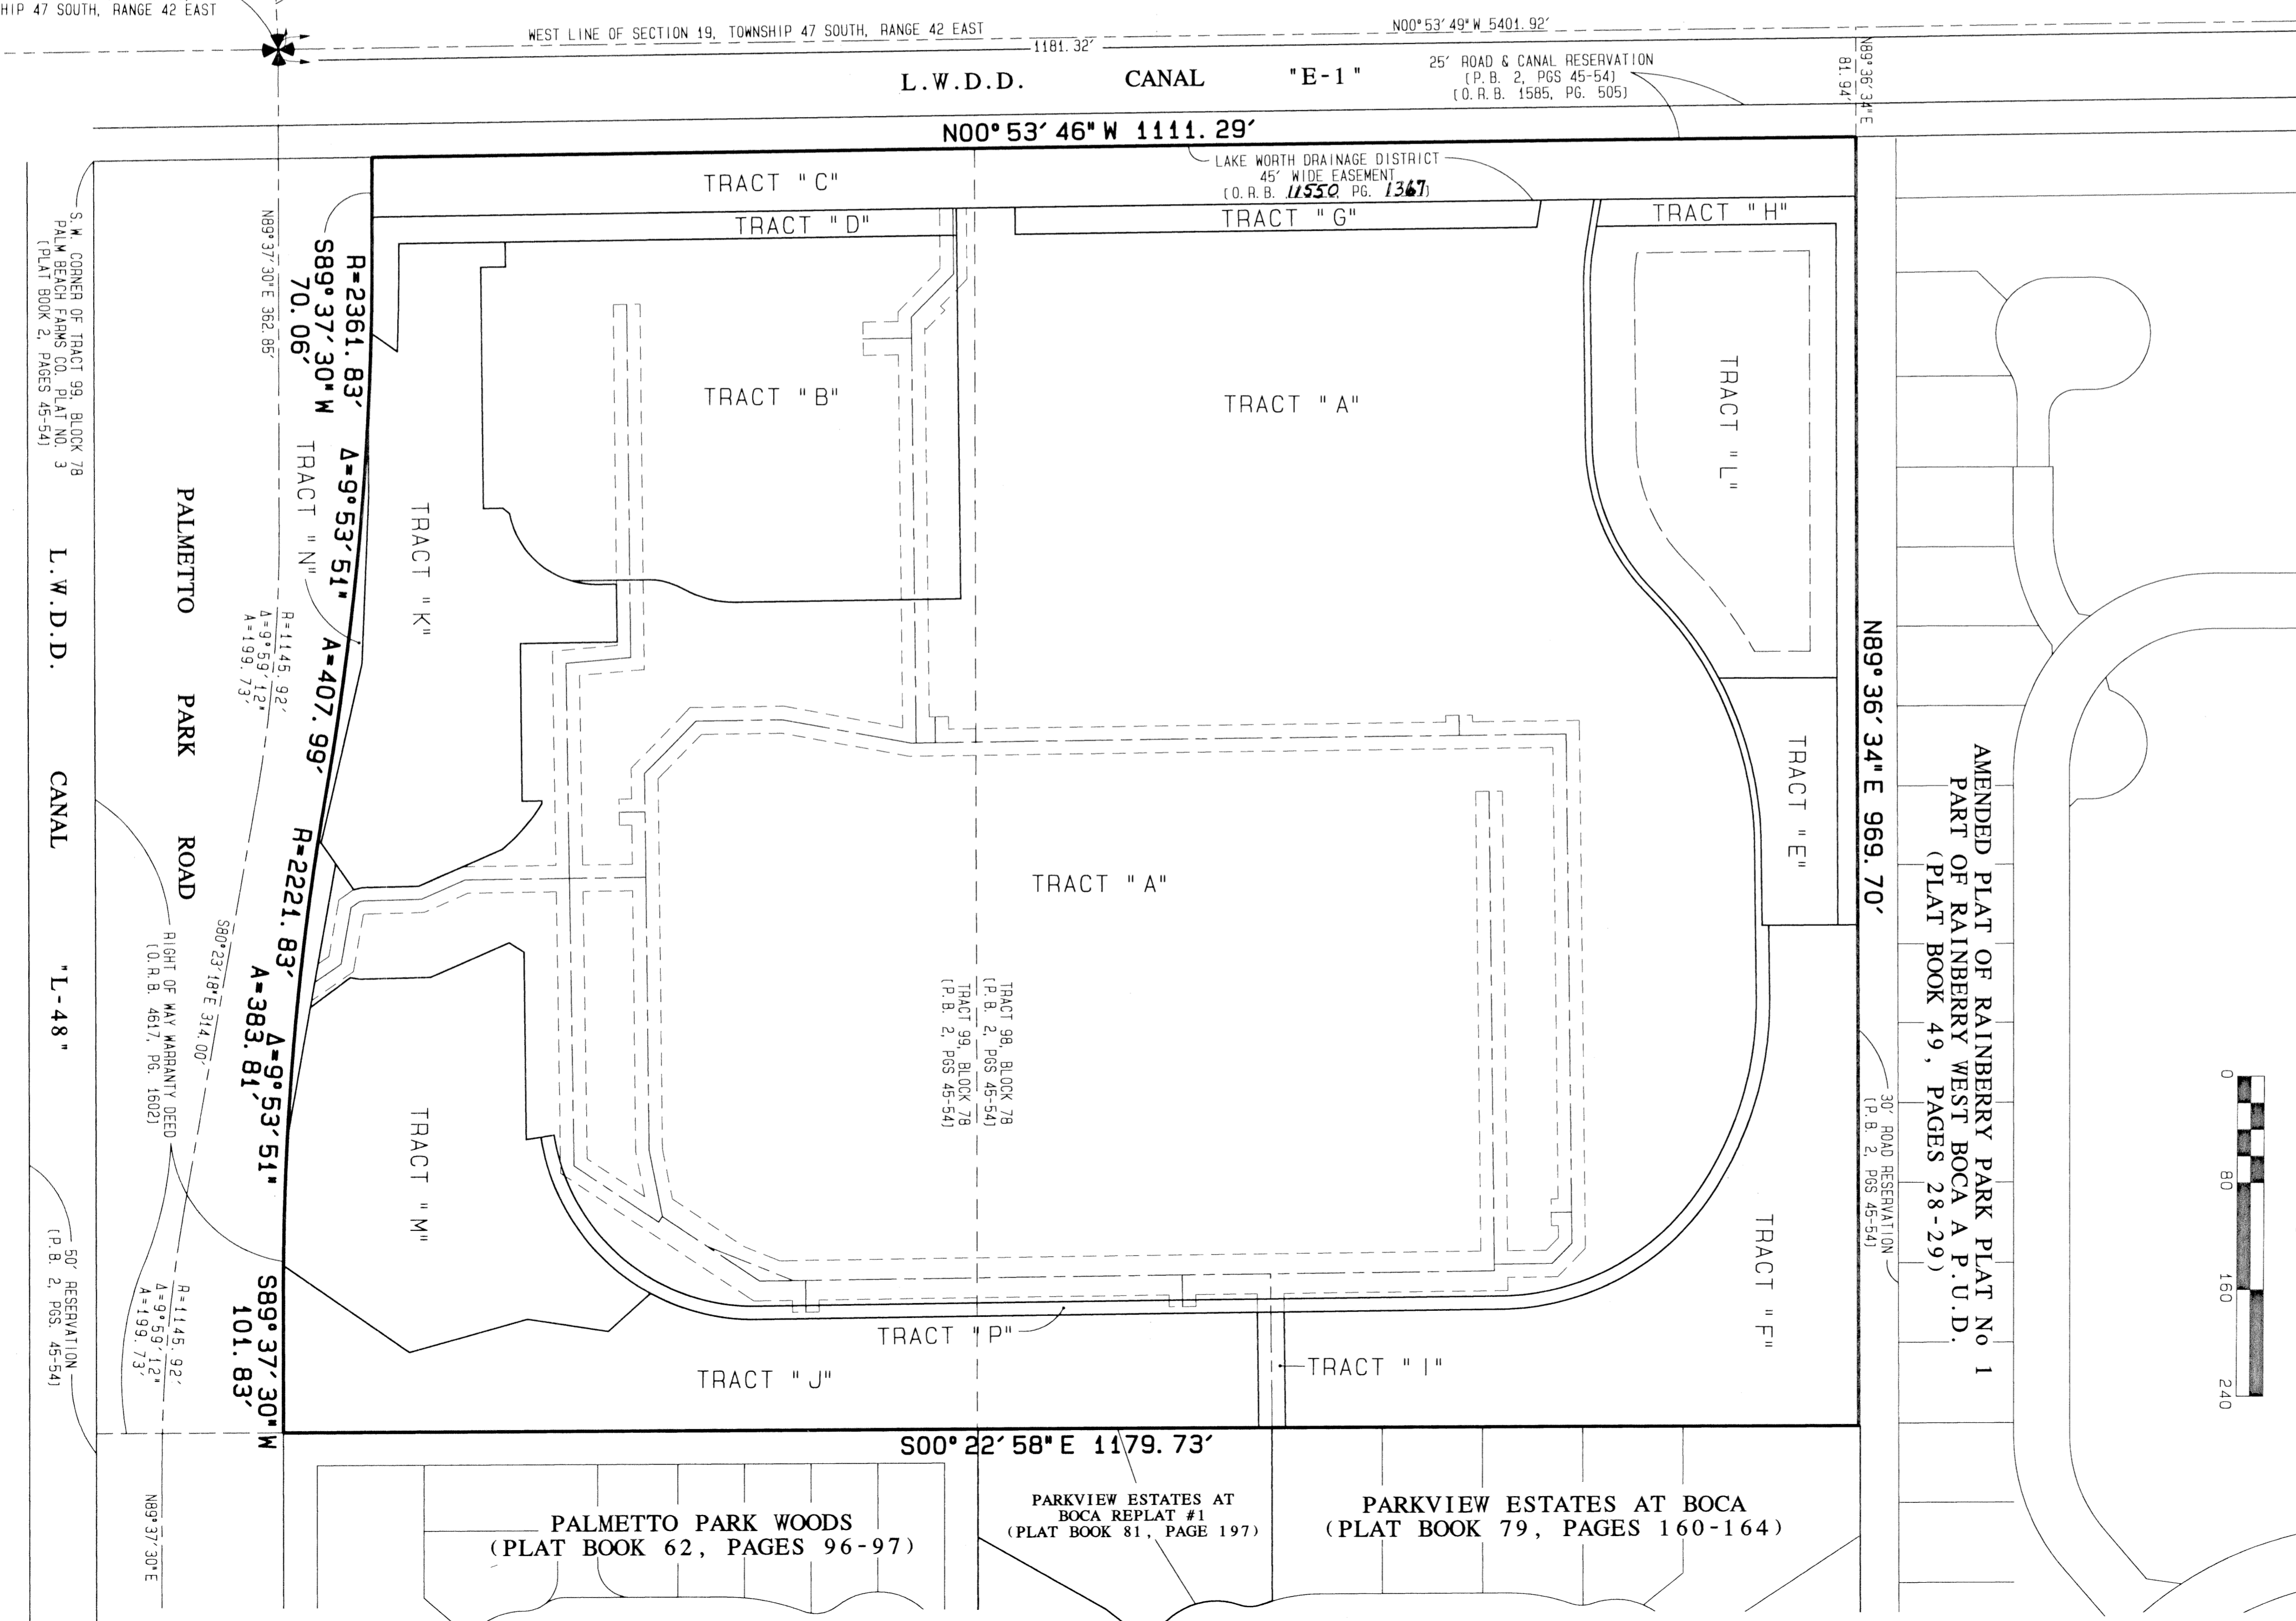 HIP 47 SOUTH, RANGE 42 EAST
WEST LINE OF SECTION 19, TOWNSHIP 47 SOUTH, RANGE 42 EAST
N00°53'49"W 5401.92'
1181.32'
L.W.D.D. CANAL "E-1"
25' ROAD & CANAL RESERVATION
(P.B. 2, PGS 45-54)
(O.R.B. 1585, PG. 505)
N89°36'34"E
81.94'
N00°53'46"W 1111.29'
LAKE WORTH DRAINAGE DISTRICT
45' WIDE EASEMENT
(O.R.B. 11550, PG. 1367)
TRACT "C"
TRACT "D"
TRACT "G"
TRACT "H"
TRACT "B"
TRACT "A"
TRACT "L"
TRACT "K"
TRACT "N"
TRACT "E"
TRACT "A"
TRACT 98, BLOCK 78
(P.B. 2, PGS 45-54)
TRACT 99, BLOCK 78
(P.B. 2, PGS 45-54)
TRACT "M"
TRACT "F"
TRACT "P"
TRACT "I"
TRACT "J"
S00°22'58"E 1179.73'
S.W. CORNER OF TRACT 99, BLOCK 78
PALM BEACH FARMS CO. PLAT NO. 3
(PLAT BOOK 2, PAGES 45-54)
L.W.D.D. CANAL "L-48"
PALMETTO PARK ROAD
N89°37'30"E 362.85'
R=2361.83' Δ=9°53'51" A=407.99'
S89°37'30"W
70.06'
R=1145.92'
Δ=9°59'12"
A=199.73'
R=2221.83' Δ=9°53'51"
A=383.81'
S80°23'18"E 314.00'
RIGHT OF WAY WARRANTY DEED
(O.R.B. 4617, PG. 1602)
50' RESERVATION
(P.B. 2, PGS. 45-54)
R=1145.92'
Δ=9°59'12"
A=199.73'
S89°37'30"W
101.83'
N89°37'30"E
N89°36'34"E 969.70'
30' ROAD RESERVATION
(P.B. 2, PGS 45-54)
AMENDED PLAT OF RAINBERRY PARK PLAT No 1
PART OF RAINBERRY WEST BOCA A P.U.D.
(PLAT BOOK 49, PAGES 28-29)
0 80 160 240
PALMETTO PARK WOODS
(PLAT BOOK 62, PAGES 96-97)
PARKVIEW ESTATES AT
BOCA REPLAT #1
(PLAT BOOK 81, PAGE 197)
PARKVIEW ESTATES AT BOCA
(PLAT BOOK 79, PAGES 160-164)